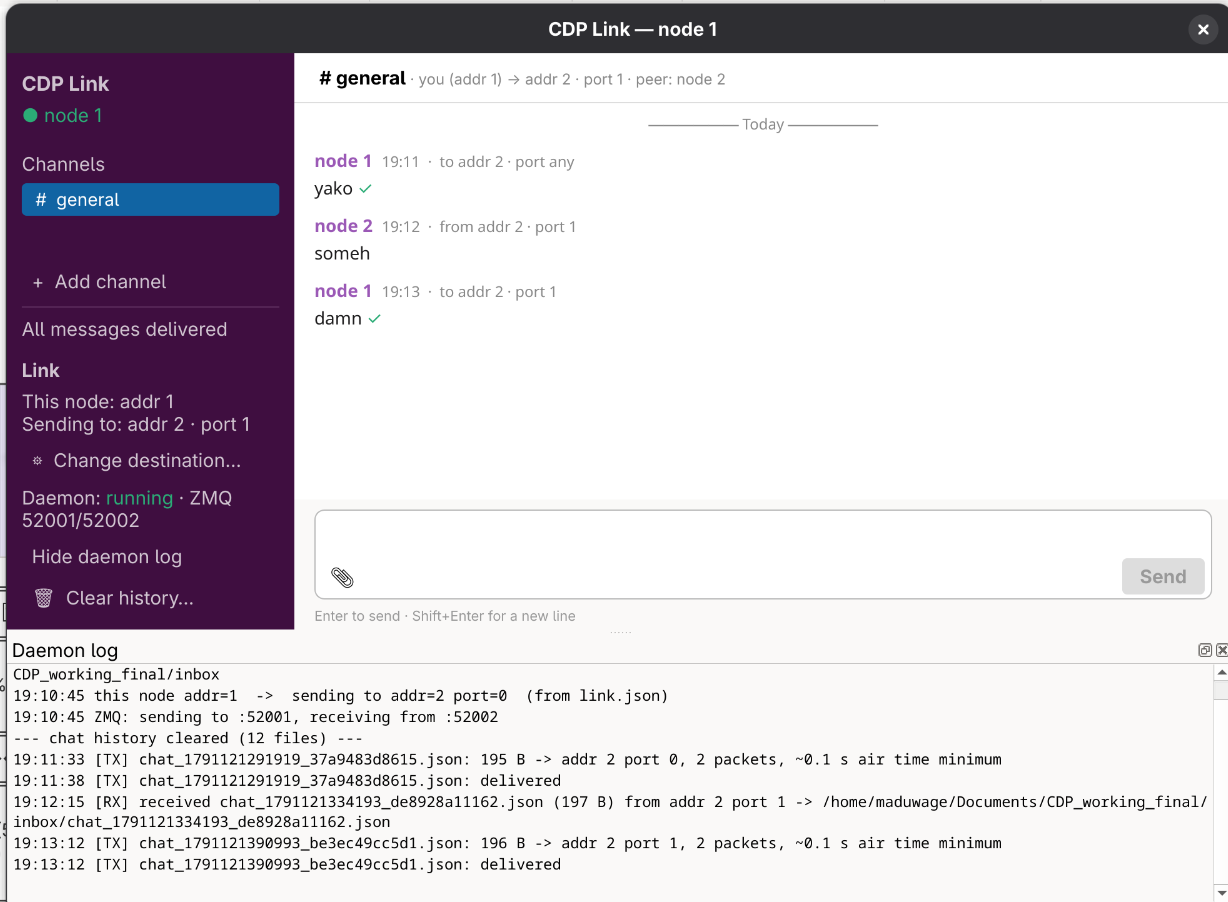 CDP Link — node 1
CDP Link
node 1
Channels
# general
+ Add channel
All messages delivered
Link
This node: addr 1
Sending to: addr 2 · port 1
Change destination...
Daemon: running · ZMQ
52001/52002
Hide daemon log
Clear history...
# general · you (addr 1) → addr 2 · port 1 · peer: node 2
Today
node 1 19:11 · to addr 2 · port any
yako ✓
node 2 19:12 · from addr 2 · port 1
someh
node 1 19:13 · to addr 2 · port 1
damn ✓
Send
Enter to send · Shift+Enter for a new line
Daemon log
CDP_working_final/inbox
19:10:45 this node addr=1  ->  sending to addr=2 port=0  (from link.json)
19:10:45 ZMQ: sending to :52001, receiving from :52002
--- chat history cleared (12 files) ---
19:11:33 [TX] chat_1791121291919_37a9483d8615.json: 195 B -> addr 2 port 0, 2 packets, ~0.1 s air time minimum
19:11:38 [TX] chat_1791121291919_37a9483d8615.json: delivered
19:12:15 [RX] received chat_1791121334193_de8928a11162.json (197 B) from addr 2 port 1 -> /home/maduwage/Documents/CDP_working_final/
inbox/chat_1791121334193_de8928a11162.json
19:13:12 [TX] chat_1791121390993_be3ec49cc5d1.json: 196 B -> addr 2 port 1, 2 packets, ~0.1 s air time minimum
19:13:12 [TX] chat_1791121390993_be3ec49cc5d1.json: delivered